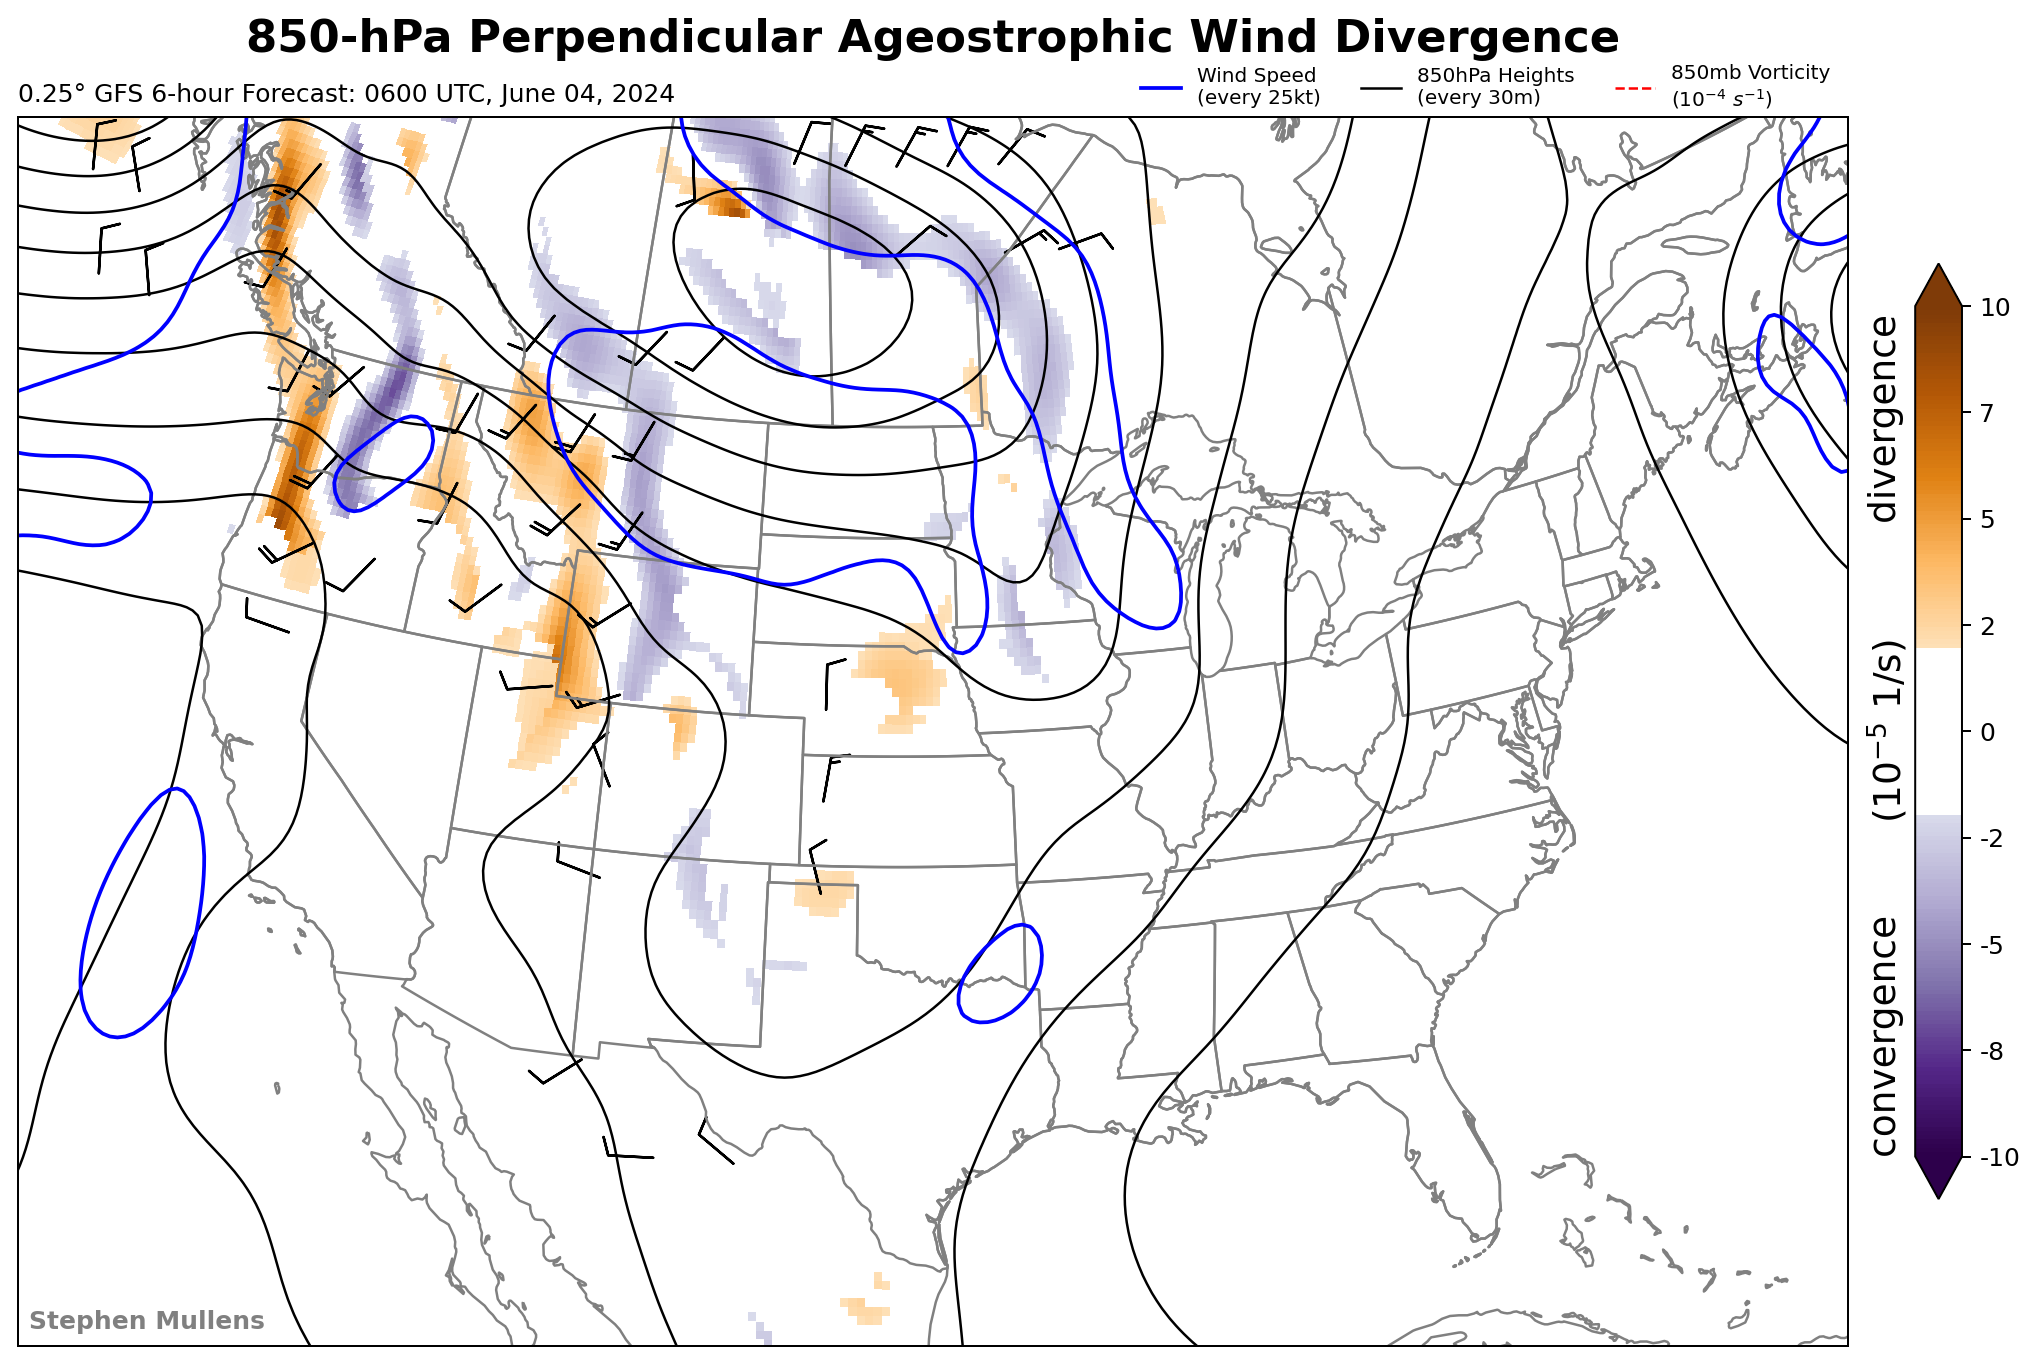 850-hPa Perpendicular Ageostrophic Wind Divergence
0.25° GFS 6-hour Forecast: 0600 UTC, June 04, 2024
Wind Speed
(every 25kt)
850hPa Heights
(every 30m)
850mb Vorticity
(10⁻⁴ s⁻¹)
10
7
5
2
0
-2
-5
-8
-10
convergence (10⁻⁵ 1/s) divergence
Stephen Mullens